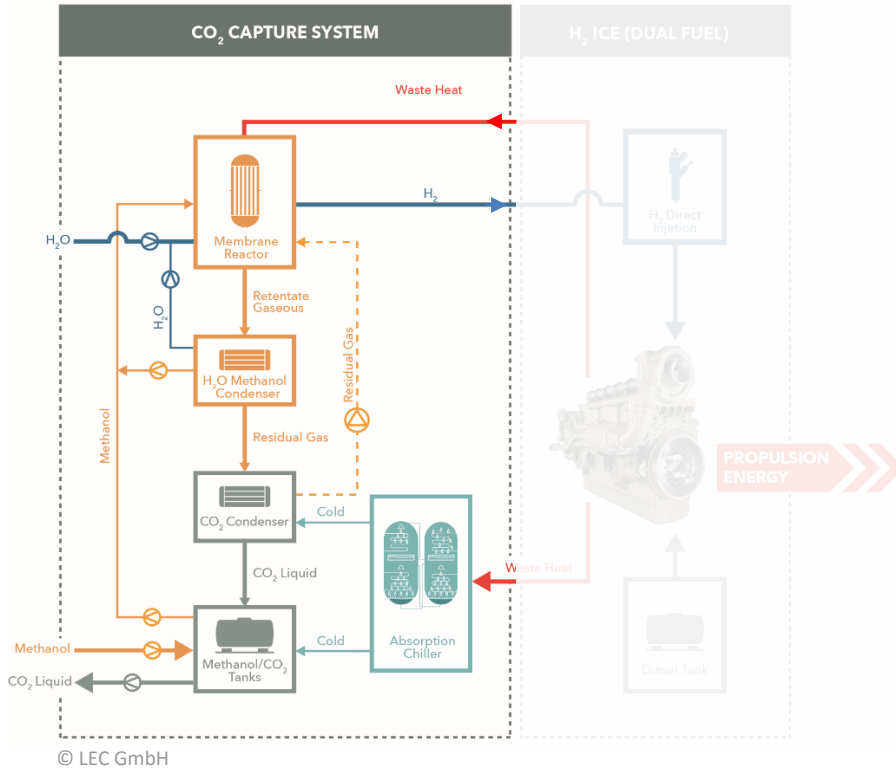 CO₂ CAPTURE SYSTEM
H₂ ICE (DUAL FUEL)
Waste Heat
H₂
H₂O
Membrane
Reactor
H₂ Direct
Injetion
Retentate
Gaseous
H₂O
Residual Gas
H₂O Methanol
Condenser
Methanol
Residual Gas
PROPULSION
ENERGY
CO₂ Condenser
Cold
CO₂ Liquid
Waste Heat
Methanol
Cold
Absorption
Chiller
Methanol/CO₂
Tanks
Diesel Tank
CO₂ Liquid
© LEC GmbH